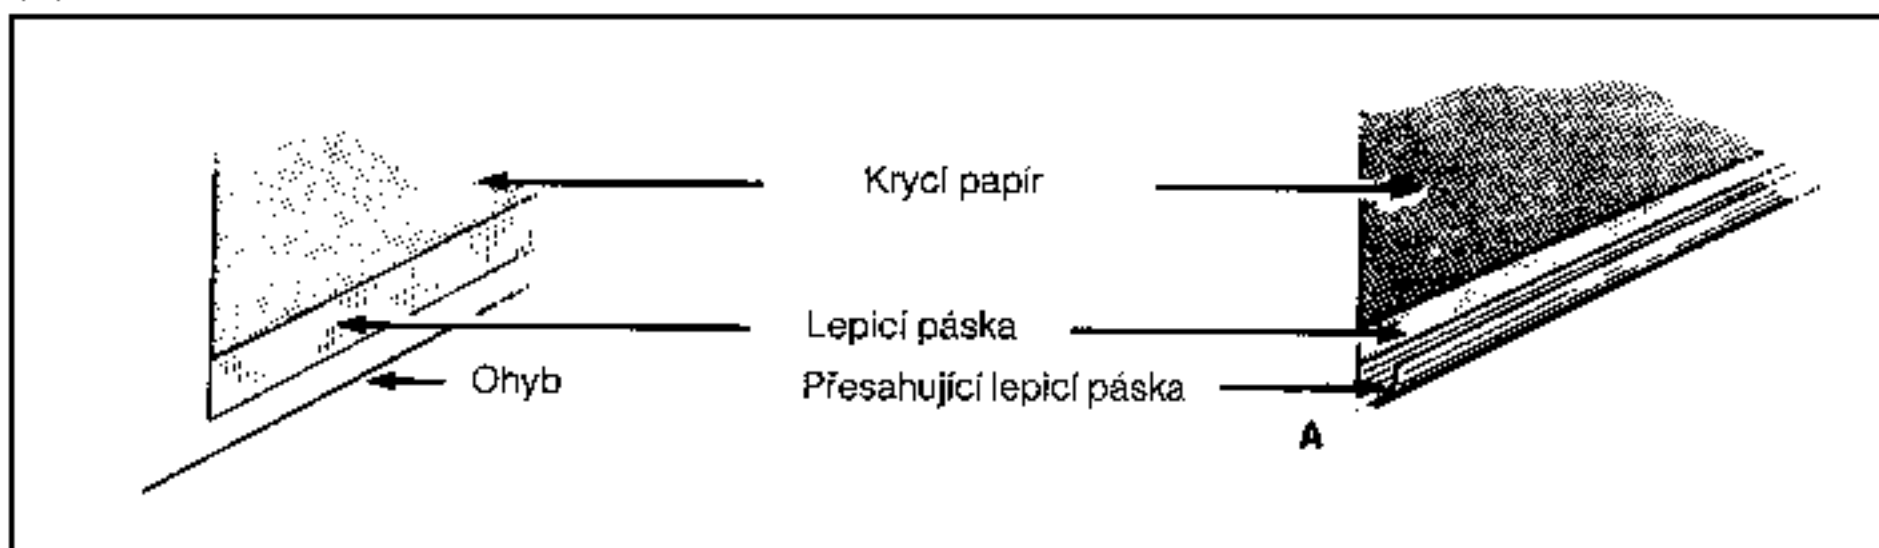 Krycí papír
Lepicí páska
Ohyb
Přesahující lepicí páska
A